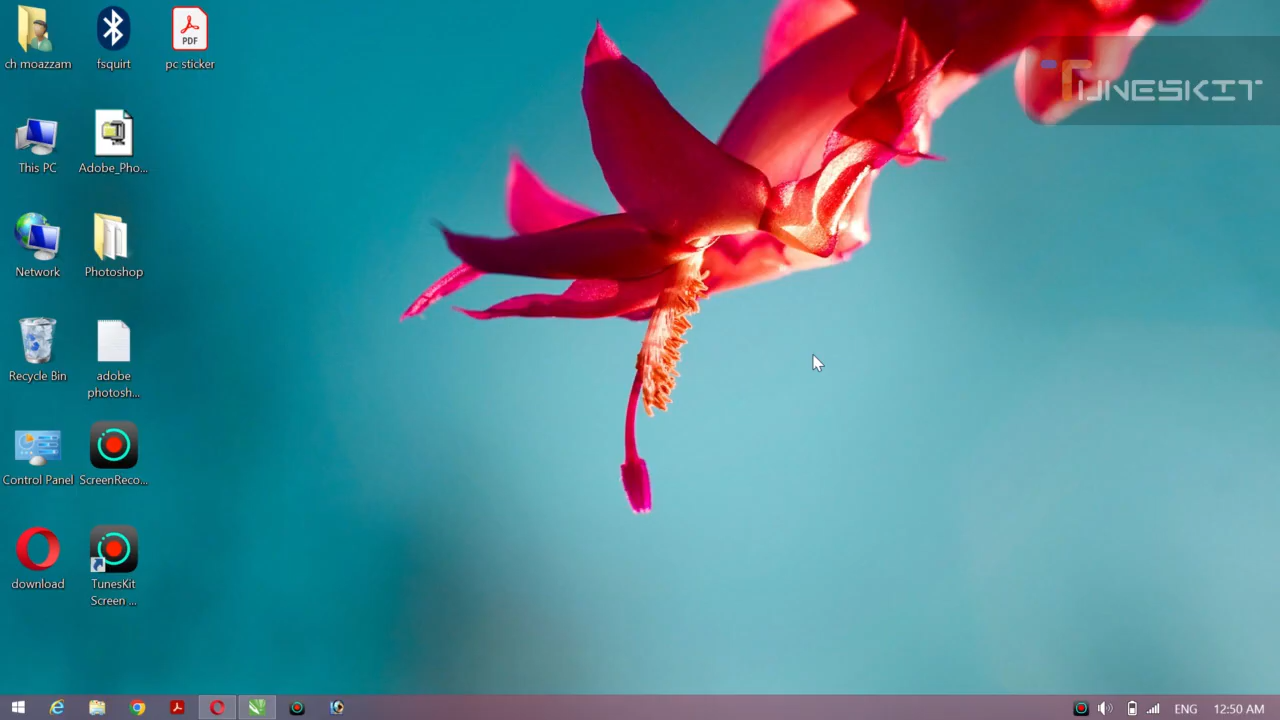 ch moazzam
fsquirt
PDF
pc sticker
This PC
Adobe_Pho...
Network
Photoshop
Recycle Bin
adobe
photosh...
Control Panel
ScreenReco...
download
TunesKit
Screen ...
TUNESKIT
ENG
12:50 AM